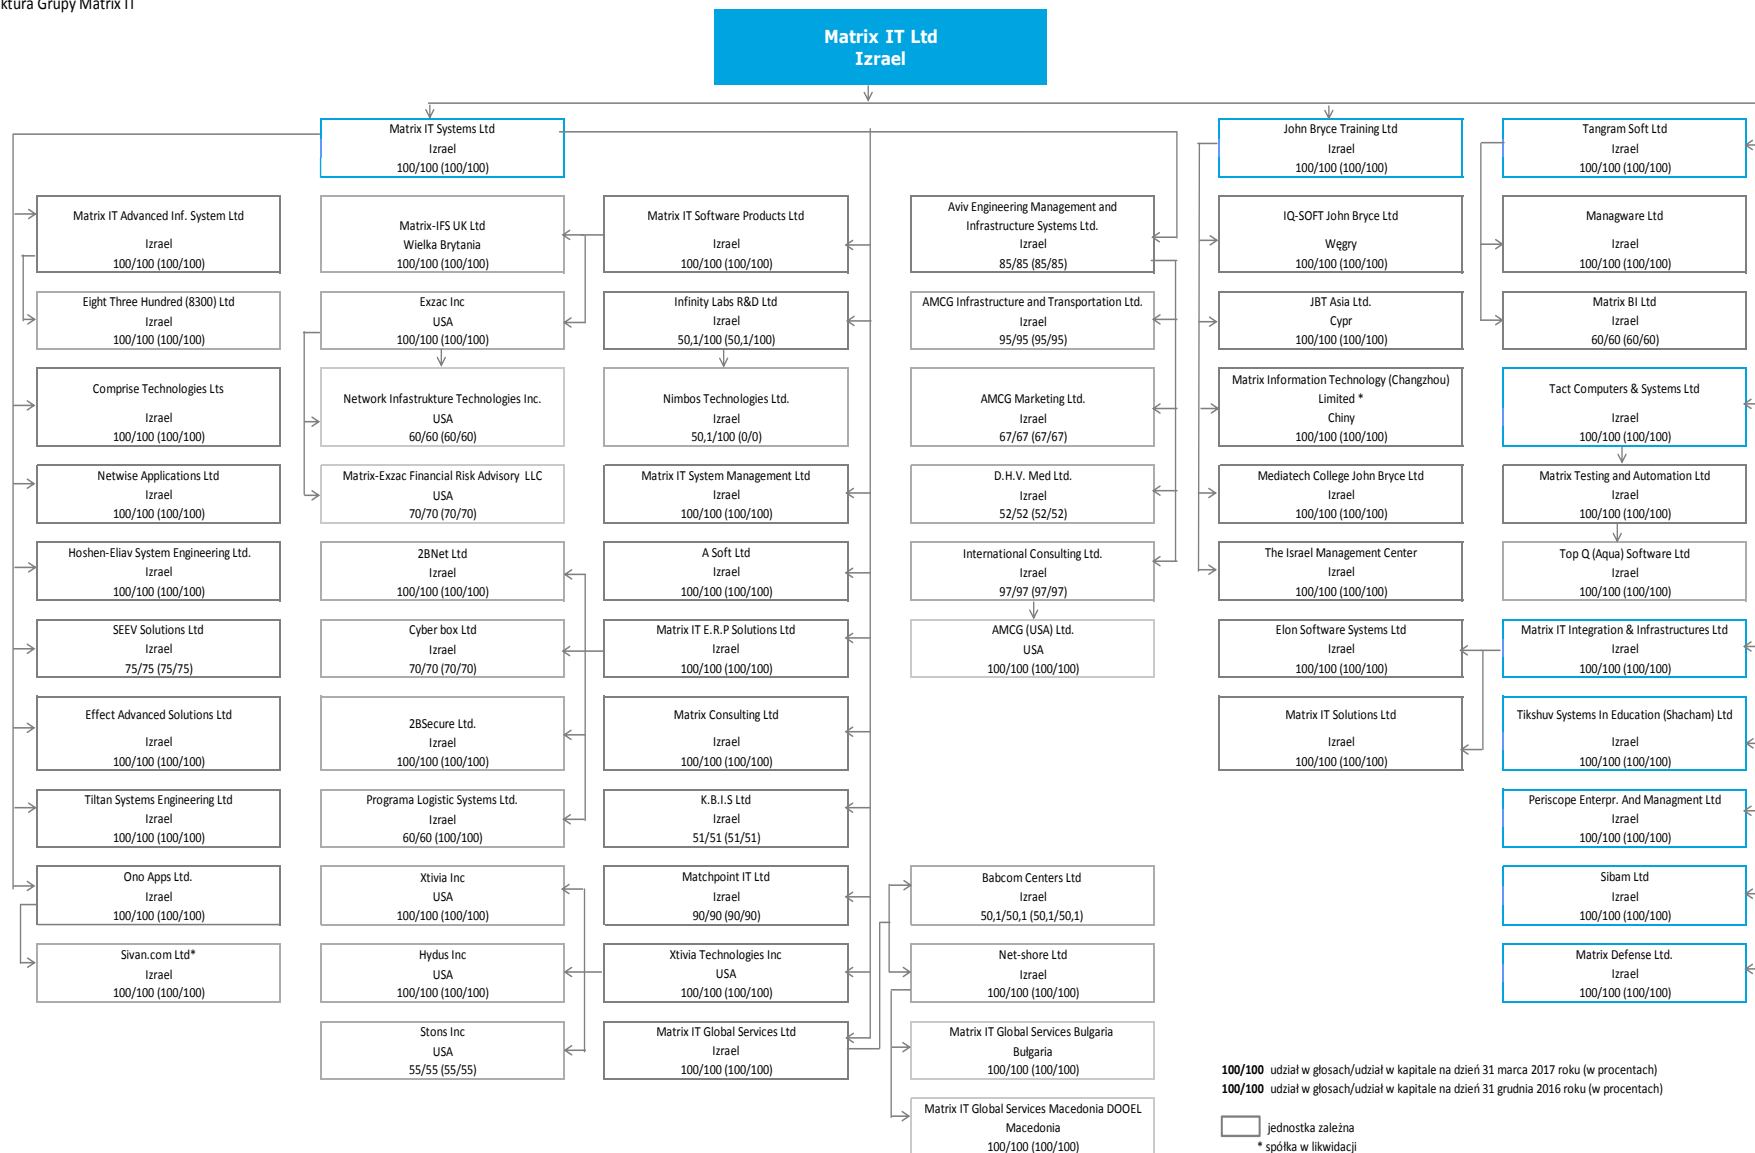 ktura Grupy Matrix IT
Matrix IT Ltd
Izrael
Matrix IT Systems Ltd
Izrael
100/100 (100/100)
John Bryce Training Ltd
Izrael
100/100 (100/100)
Tangram Soft Ltd
Izrael
100/100 (100/100)
Matrix IT Advanced Inf. System Ltd
Izrael
100/100 (100/100)
Matrix-IFS UK Ltd
Wielka Brytania
100/100 (100/100)
Matrix IT Software Products Ltd
Izrael
100/100 (100/100)
Aviv Engineering Management and
Infrastructure Systems Ltd.
Izrael
85/85 (85/85)
IQ-SOFT John Bryce Ltd
Węgry
100/100 (100/100)
Managware Ltd
Izrael
100/100 (100/100)
Eight Three Hundred (8300) Ltd
Izrael
100/100 (100/100)
Exzac Inc
USA
100/100 (100/100)
Infinity Labs R&D Ltd
Izrael
50,1/100 (50,1/100)
AMCG Infrastructure and Transportation Ltd.
Izrael
95/95 (95/95)
JBT Asia Ltd.
Cypr
100/100 (100/100)
Matrix BI Ltd
Izrael
60/60 (60/60)
Comprise Technologies Lts
Izrael
100/100 (100/100)
Network Infastrukture Technologies Inc.
USA
60/60 (60/60)
Nimbos Technologies Ltd.
Izrael
50,1/100 (0/0)
AMCG Marketing Ltd.
Izrael
67/67 (67/67)
Matrix Information Technology (Changzhou)
Limited *
Chiny
100/100 (100/100)
Tact Computers & Systems Ltd
Izrael
100/100 (100/100)
Netwise Applications Ltd
Izrael
100/100 (100/100)
Matrix-Exzac Financial Risk Advisory LLC
USA
70/70 (70/70)
Matrix IT System Management Ltd
Izrael
100/100 (100/100)
D.H.V. Med Ltd.
Izrael
52/52 (52/52)
Mediatech College John Bryce Ltd
Izrael
100/100 (100/100)
Matrix Testing and Automation Ltd
Izrael
100/100 (100/100)
Hoshen-Eliav System Engineering Ltd.
Izrael
100/100 (100/100)
2BNet Ltd
Izrael
100/100 (100/100)
A Soft Ltd
Izrael
100/100 (100/100)
International Consulting Ltd.
Izrael
97/97 (97/97)
The Israel Management Center
Izrael
100/100 (100/100)
Top Q (Aqua) Software Ltd
Izrael
100/100 (100/100)
SEEV Solutions Ltd
Izrael
75/75 (75/75)
Cyber box Ltd
Izrael
70/70 (70/70)
Matrix IT E.R.P Solutions Ltd
Izrael
100/100 (100/100)
AMCG (USA) Ltd.
USA
100/100 (100/100)
Elon Software Systems Ltd
Izrael
100/100 (100/100)
Matrix IT Integration & Infrastructures Ltd
Izrael
100/100 (100/100)
Effect Advanced Solutions Ltd
Izrael
100/100 (100/100)
2BSecure Ltd.
Izrael
100/100 (100/100)
Matrix Consulting Ltd
Izrael
100/100 (100/100)
Matrix IT Solutions Ltd
Izrael
100/100 (100/100)
Tikshuv Systems In Education (Shacham) Ltd
Izrael
100/100 (100/100)
Tiltan Systems Engineering Ltd
Izrael
100/100 (100/100)
Programa Logistic Systems Ltd.
Izrael
60/60 (100/100)
K.B.I.S Ltd
Izrael
51/51 (51/51)
Periscope Enterpr. And Managment Ltd
Izrael
100/100 (100/100)
Ono Apps Ltd.
Izrael
100/100 (100/100)
Xtivia Inc
USA
100/100 (100/100)
Matchpoint IT Ltd
Izrael
90/90 (90/90)
Babcom Centers Ltd
Izrael
50,1/50,1 (50,1/50,1)
Sibam Ltd
Izrael
100/100 (100/100)
Sivan.com Ltd*
Izrael
100/100 (100/100)
Hydus Inc
USA
100/100 (100/100)
Xtivia Technologies Inc
USA
100/100 (100/100)
Net-shore Ltd
Izrael
100/100 (100/100)
Matrix Defense Ltd.
Izrael
100/100 (100/100)
Stons Inc
USA
55/55 (55/55)
Matrix IT Global Services Ltd
Izrael
100/100 (100/100)
Matrix IT Global Services Bulgaria
Bułgaria
100/100 (100/100)
Matrix IT Global Services Macedonia DOOEL
Macedonia
100/100 (100/100)
100/100 udział w głosach/udział w kapitale na dzień 31 marca 2017 roku (w procentach)
100/100 udział w głosach/udział w kapitale na dzień 31 grudnia 2016 roku (w procentach)
jednostka zależna
* spółka w likwidacji